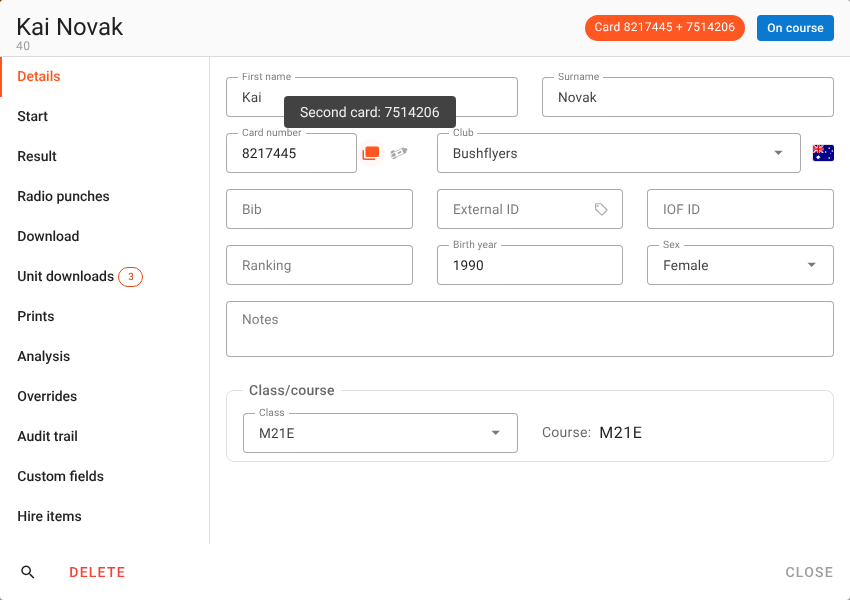 Kai Novak
40
Card 8217445 + 7514206
On course
Details
Start
Result
Radio punches
Download
Unit downloads 3
Prints
Analysis
Overrides
Audit trail
Custom fields
Hire items
First name
Kai
Surname
Novak
Second card: 7514206
Card number
8217445
Club
Bushflyers
Bib
External ID
IOF ID
Ranking
Birth year
1990
Sex
Female
Notes
Class/course
Class
M21E
Course: M21E
DELETE
CLOSE